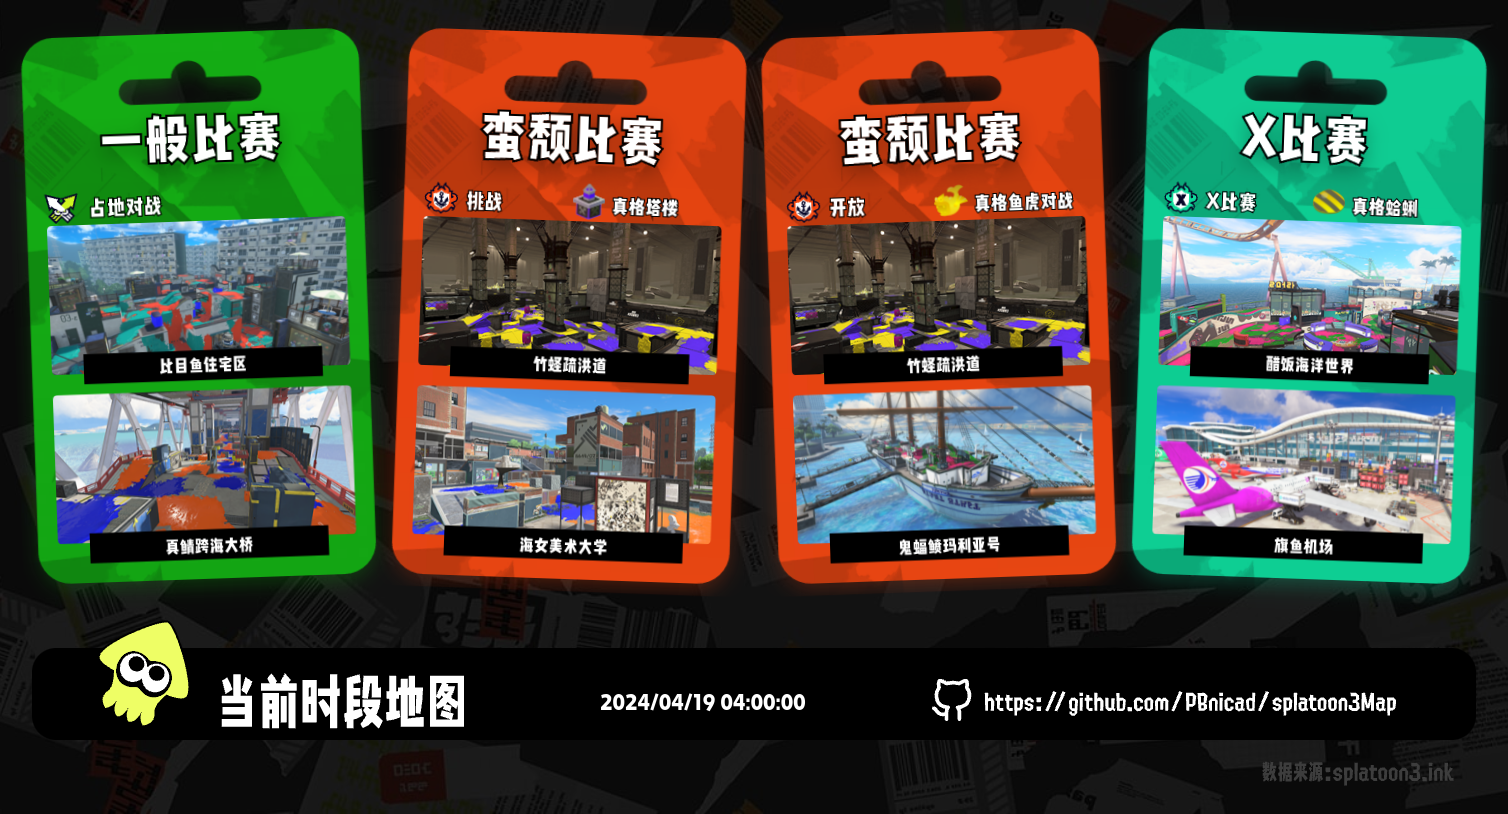 一般比赛
占地对战
比目鱼住宅区
真鲭跨海大桥
蛮颓比赛
挑战
真格塔楼
竹蛏疏洪道
海女美术大学
蛮颓比赛
开放
真格鱼虎对战
竹蛏疏洪道
鬼蝠鲼玛利亚号
X比赛
X比赛
真格蛤蜊
醋饭海洋世界
旗鱼机场
当前时段地图
2024/04/19 04:00:00
https://github.com/PBnicad/splatoon3Map
数据来源:splatoon3.ink